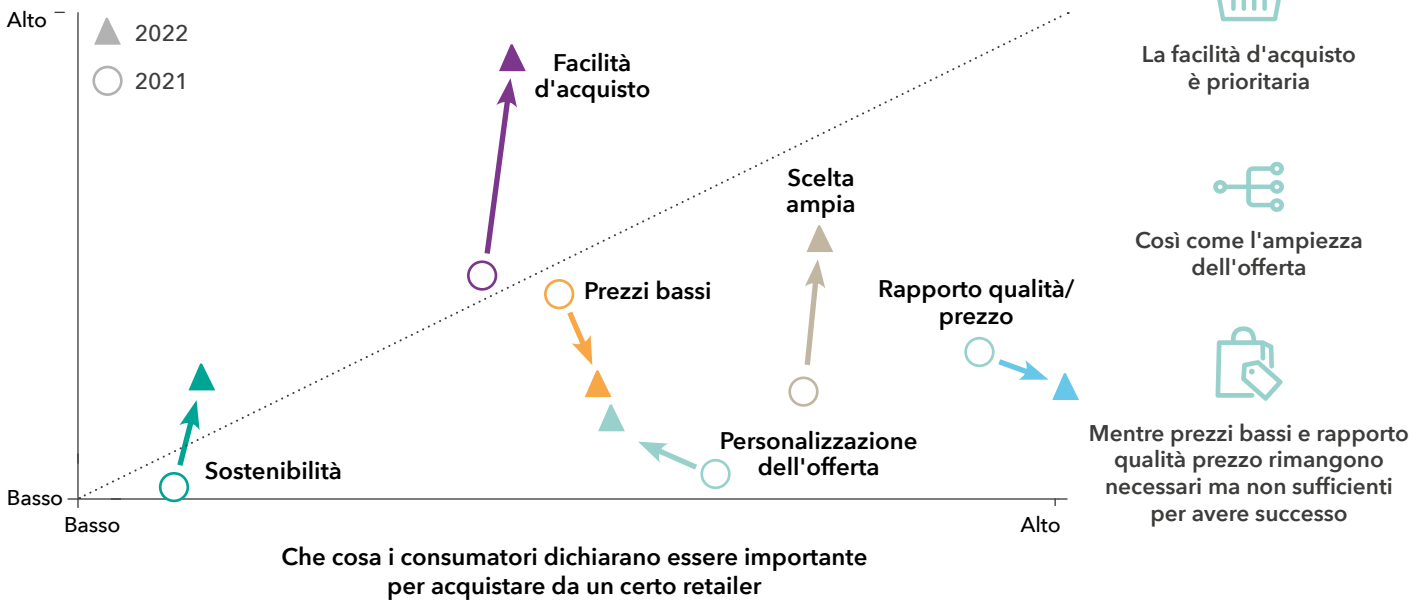 Alto
2022
2021
Facilità
d'acquisto
Scelta
ampia
Prezzi bassi
Rapporto qualità/
prezzo
Sostenibilità
Personalizzazione
dell'offerta
Basso
Basso
Alto
Che cosa i consumatori dichiarano essere importante
per acquistare da un certo retailer
La facilità d'acquisto
è prioritaria
Così come l'ampiezza
dell'offerta
Mentre prezzi bassi e rapporto
qualità prezzo rimangono
necessari ma non sufficienti
per avere successo